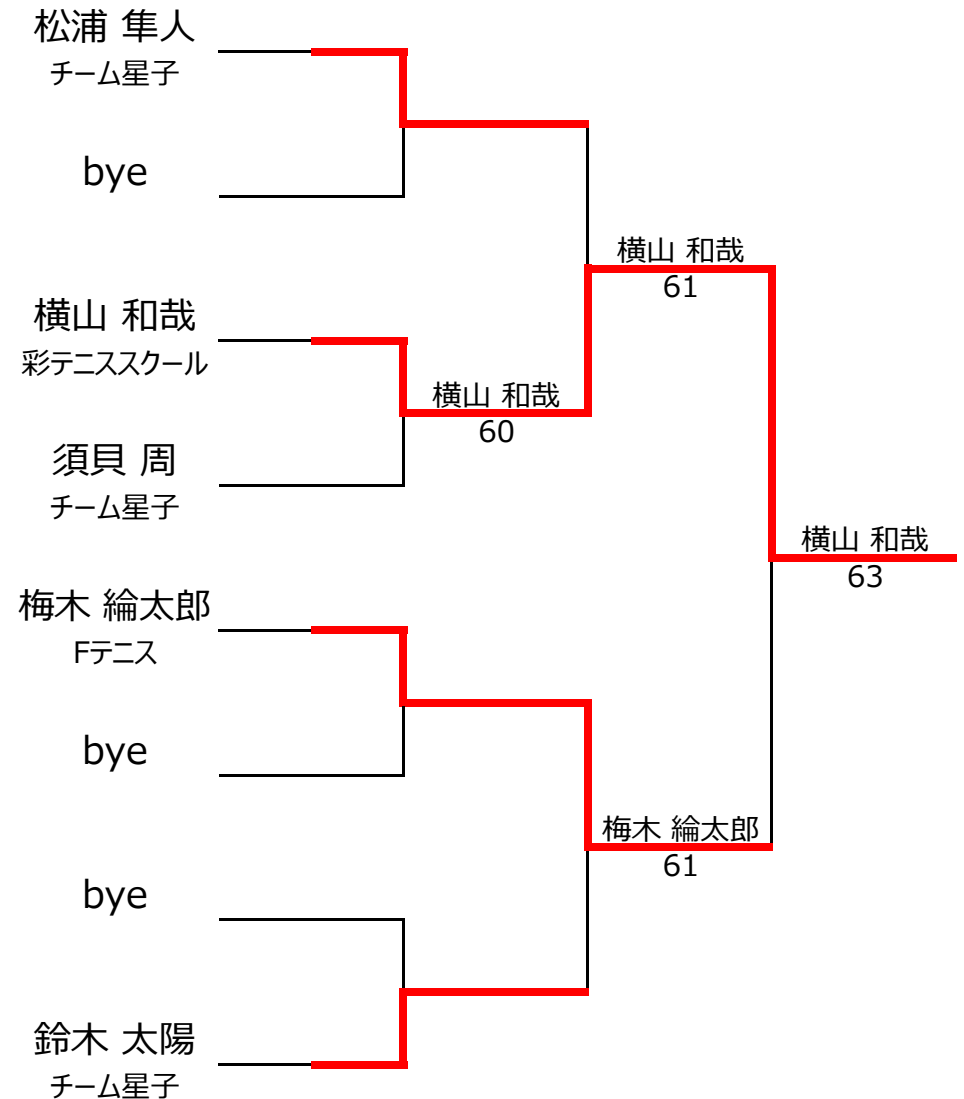 松浦 隼人
チーム星子
bye
横山 和哉
61
横山 和哉
彩テニススクール
横山 和哉
60
須貝 周
チーム星子
横山 和哉
63
梅木 綸太郎
Fテニス
bye
梅木 綸太郎
61
bye
鈴木 太陽
チーム星子